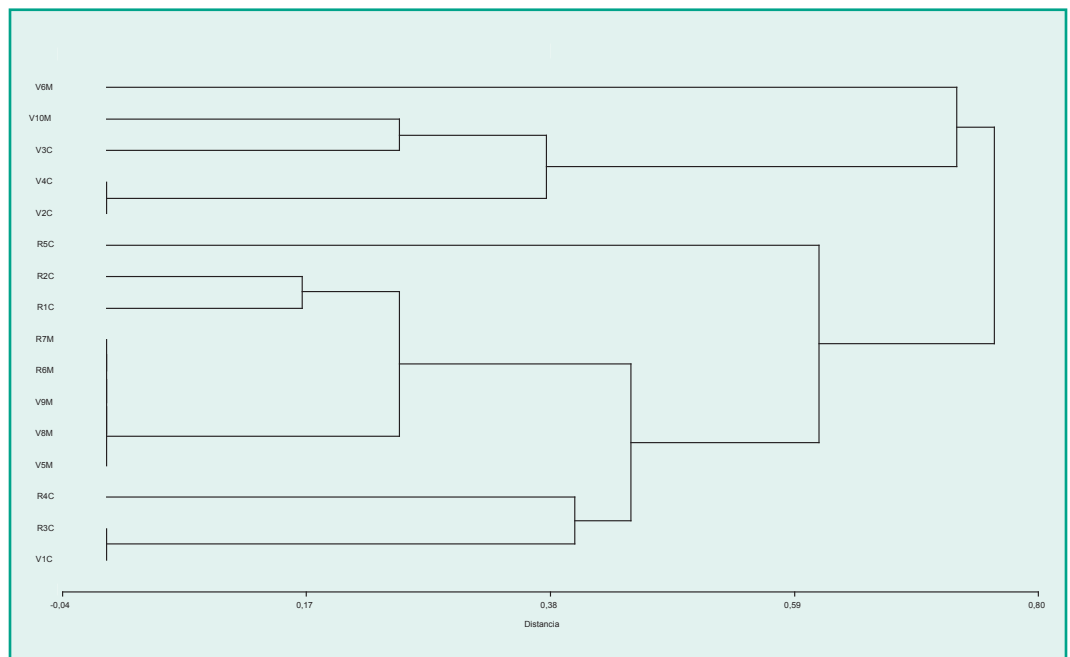 V6M
V10M
V3C
V4C
V2C
R5C
R2C
R1C
R7M
R6M
V9M
V8M
V5M
R4C
R3C
V1C
-0,04 0,17 0,38 0,59 0,80
Distancia